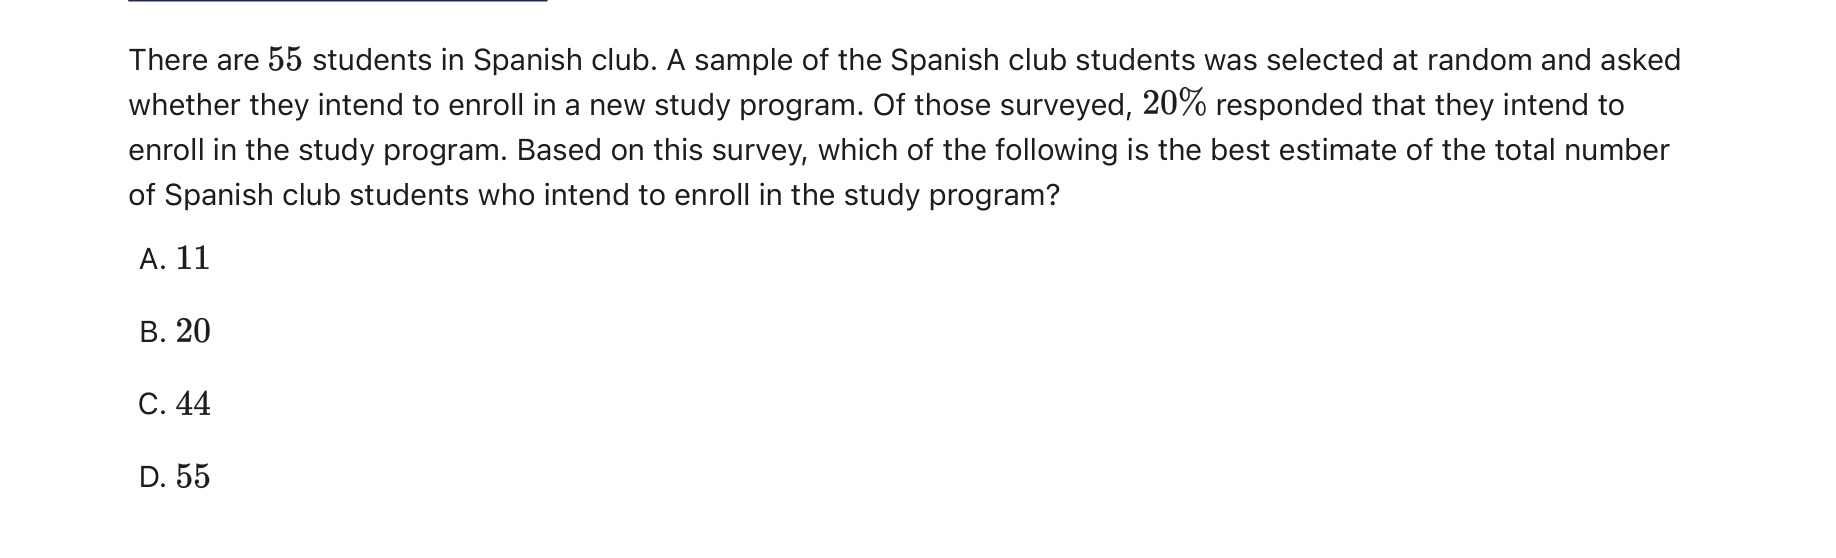 There are 55 students in Spanish club. A sample of the Spanish club students was selected at random and asked
whether they intend to enroll in a new study program. Of those surveyed, 20% responded that they intend to
enroll in the study program. Based on this survey, which of the following is the best estimate of the total number
of Spanish club students who intend to enroll in the study program?
A. 11
B. 20
C. 44
D. 55